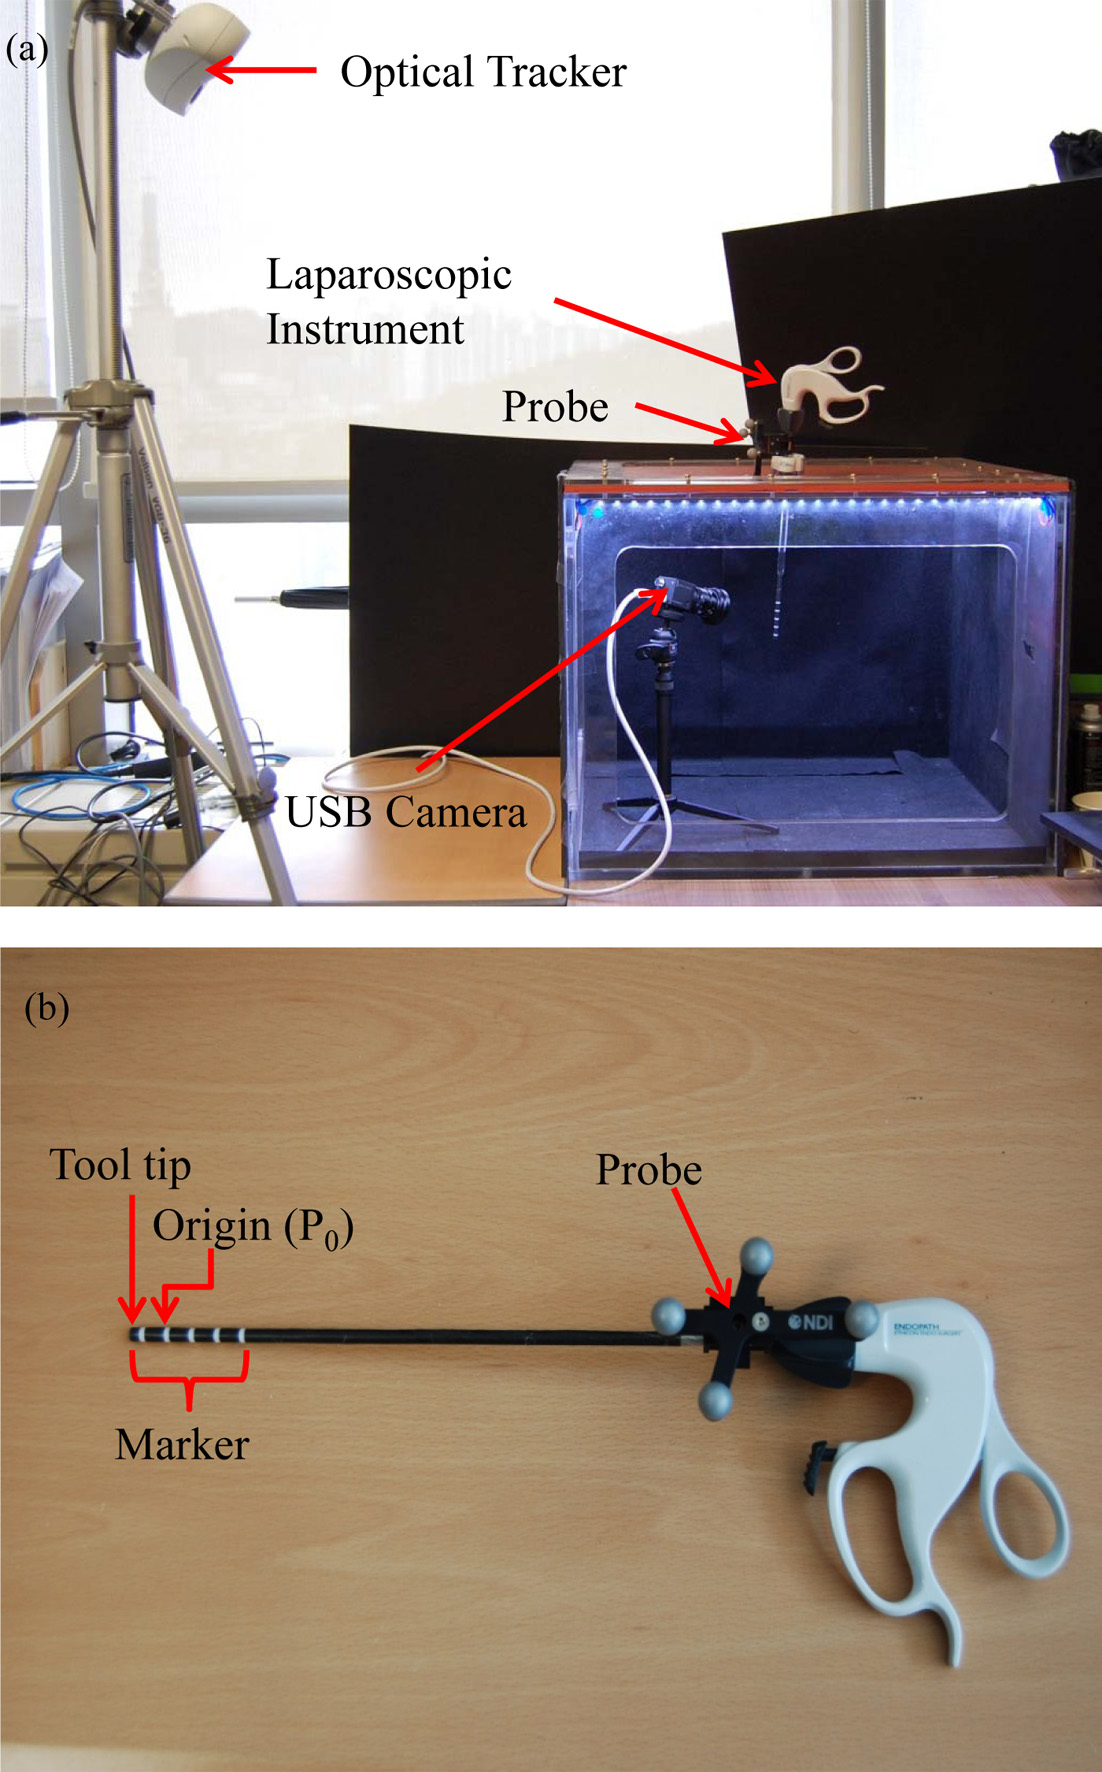 (a)
Optical Tracker
Laparoscopic
Instrument
Probe
USB Camera
(b)
Tool tip
Origin (P₀)
Probe
NDI
ENDOPATH
Marker